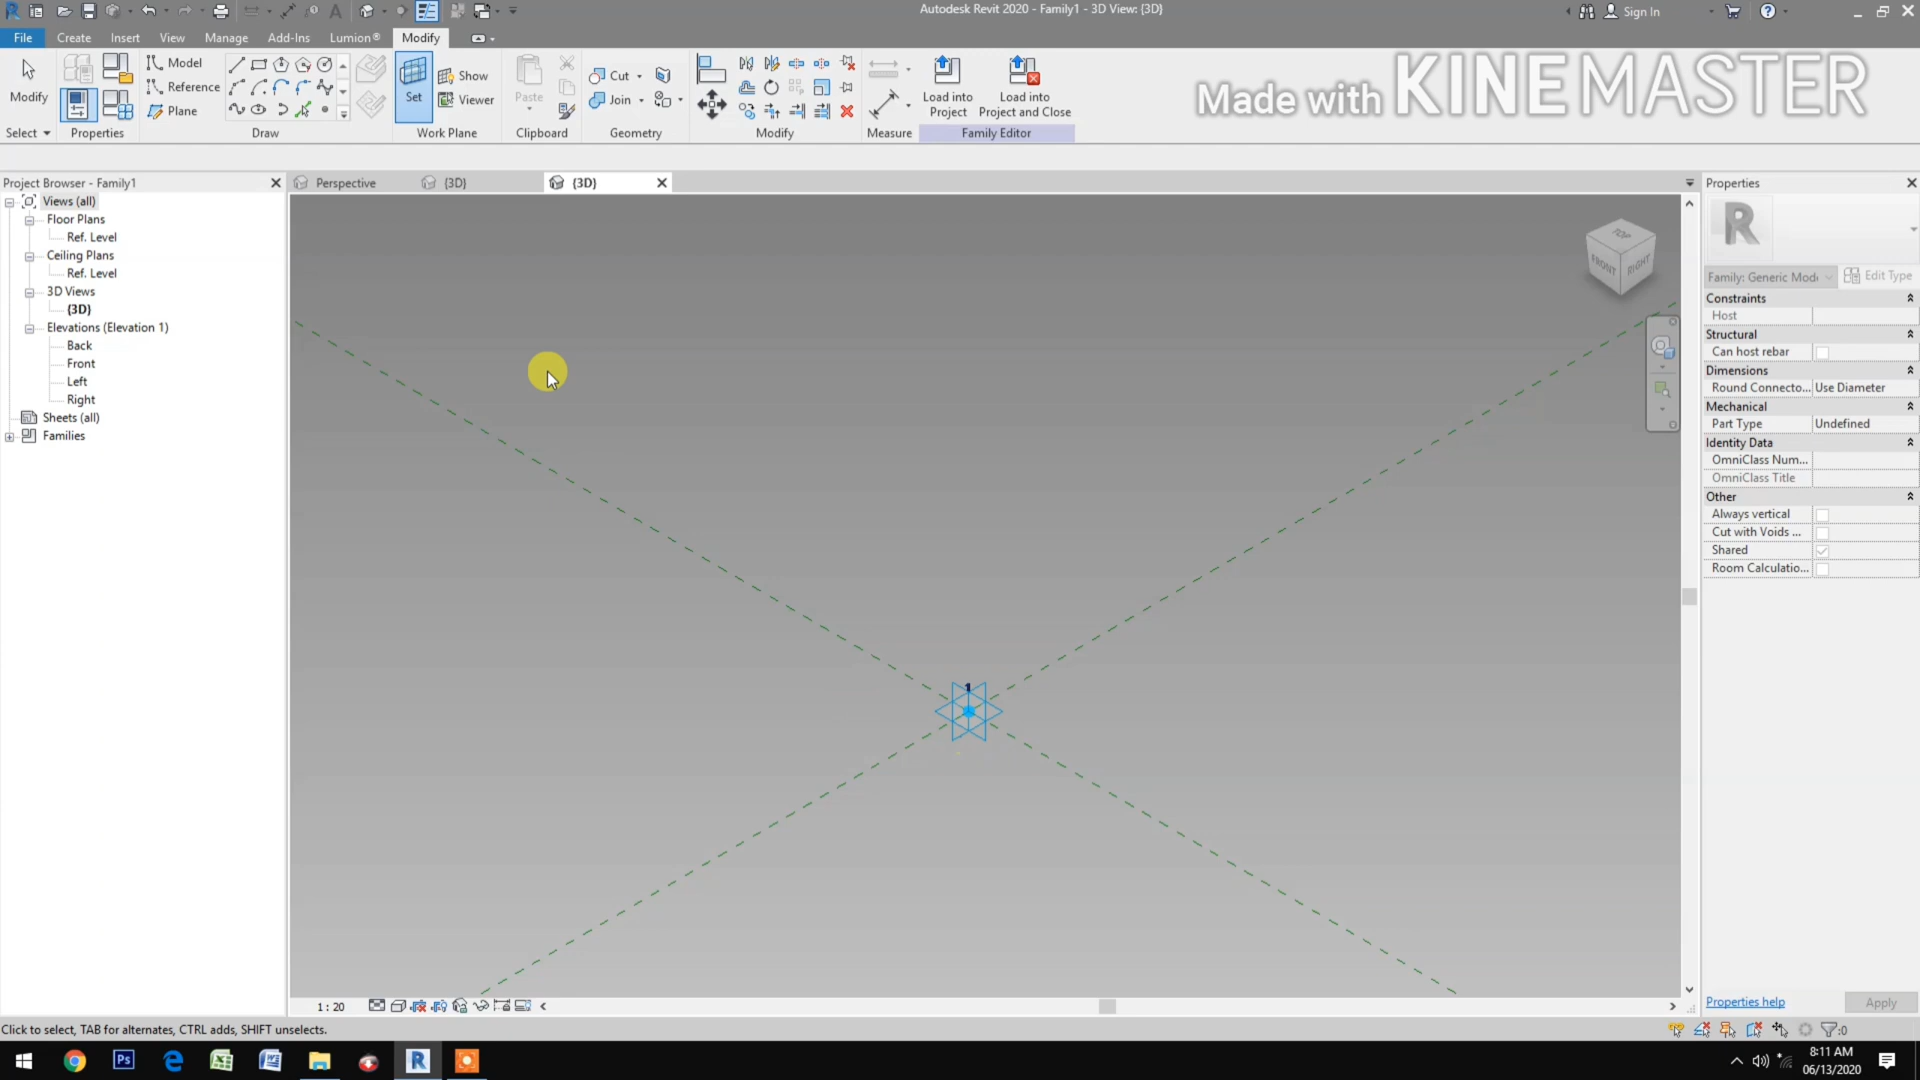 Autodesk Revit 2020 - Family1 - 3D View: {3D}
Sign In
File Create Insert View Manage Add-Ins Lumion® Modify
Modify
Model
Reference
Plane
Set
Show
Viewer
Paste
Cut
Join
Load into Project
Load into Project and Close
Select Properties Draw Work Plane Clipboard Geometry Modify Measure Family Editor
Made with KINEMASTER
Project Browser - Family1
Views (all)
Floor Plans
Ref. Level
Ceiling Plans
Ref. Level
3D Views
{3D}
Elevations (Elevation 1)
Back
Front
Left
Right
Sheets (all)
Families
Perspective {3D} {3D}
TOP
FRONT RIGHT
1
Properties
R
Family: Generic Mod
Edit Type
Constraints
Host
Structural
Can host rebar
Dimensions
Round Connecto... Use Diameter
Mechanical
Part Type Undefined
Identity Data
OmniClass Num...
OmniClass Title
Other
Always vertical
Cut with Voids ...
Shared
Room Calculatio...
Properties help
Apply
1 : 20
Click to select, TAB for alternates, CTRL adds, SHIFT unselects.
:0
8:11 AM
06/13/2020